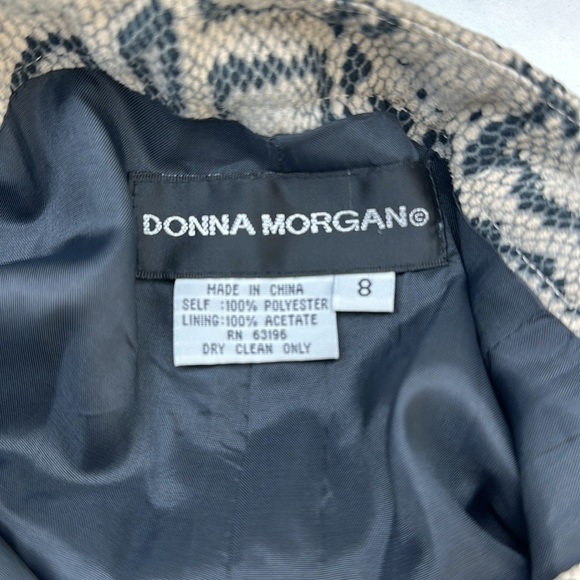 DONNA MORGAN©
MADE IN CHINA
SELF :100% POLYESTER
LINING:100% ACETATE
RN 63196
DRY CLEAN ONLY
8